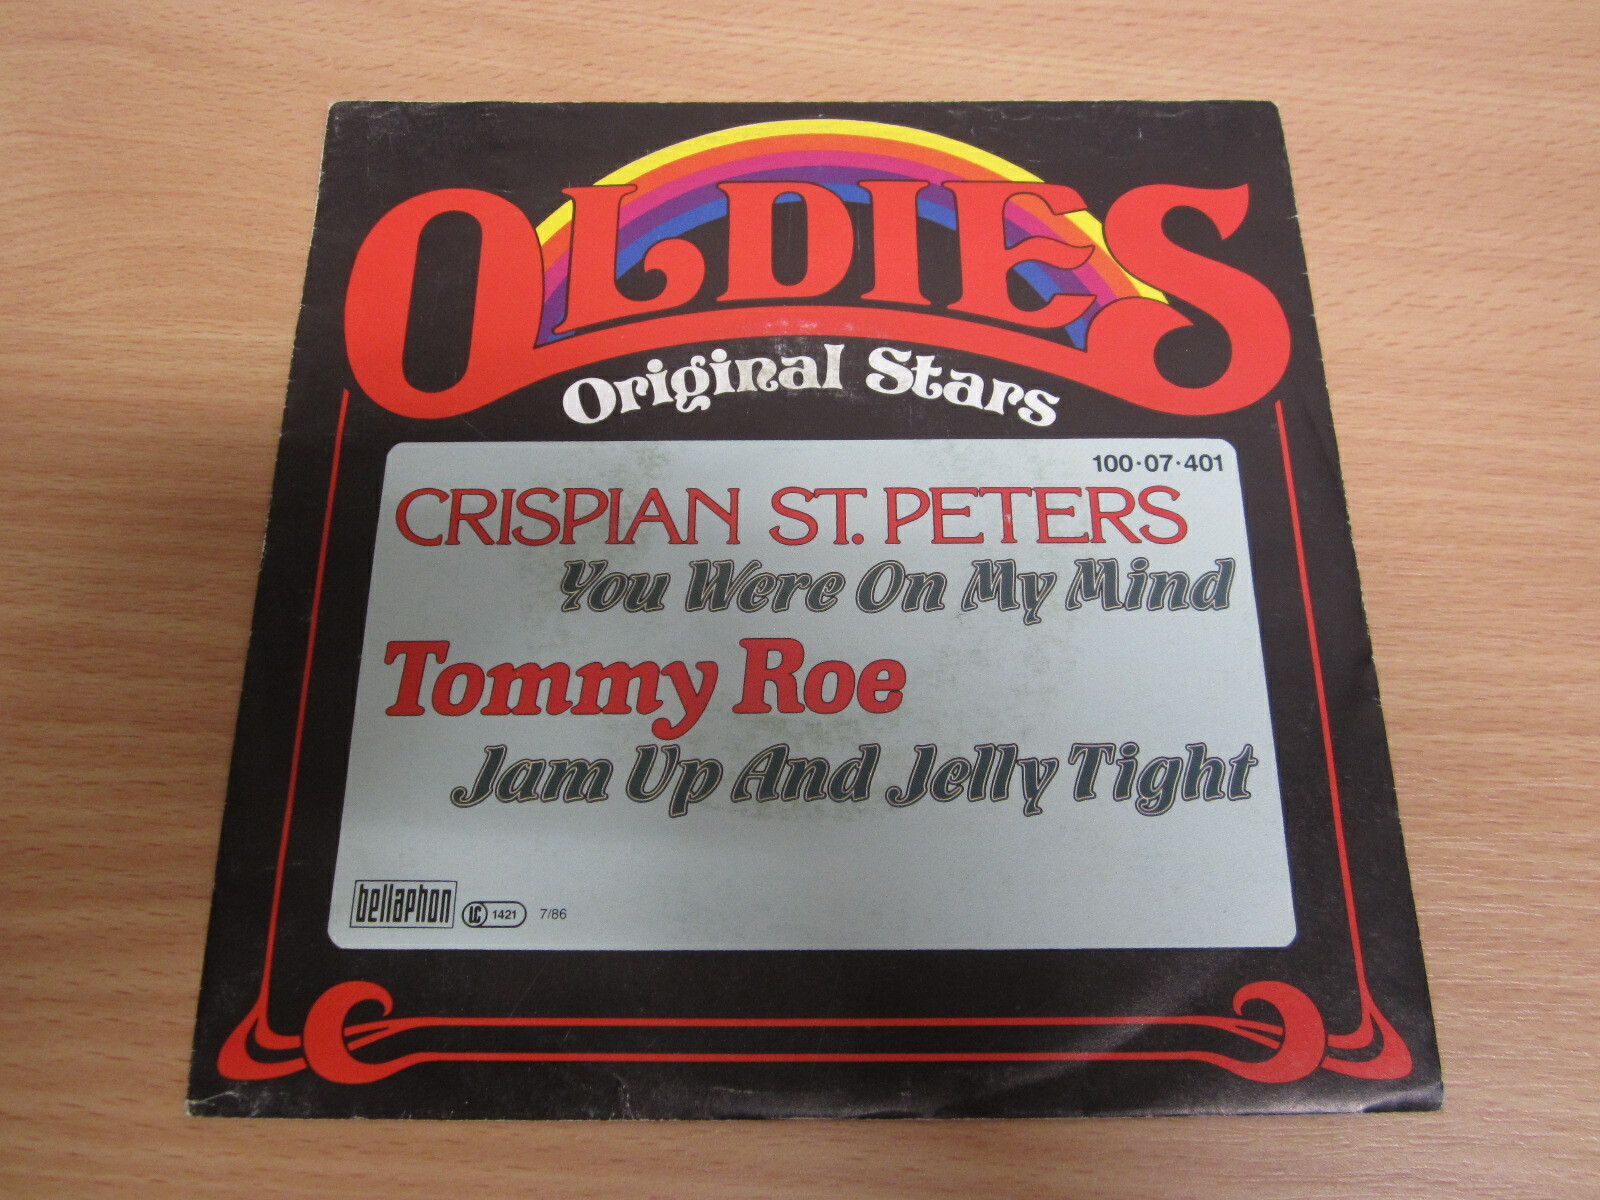 OLDIES
Original Stars
100·07·401
CRISPIAN ST. PETERS
You Were On My Mind
Tommy Roe
Jam Up And Jelly Tight
bellaphon LC 1421 7/86